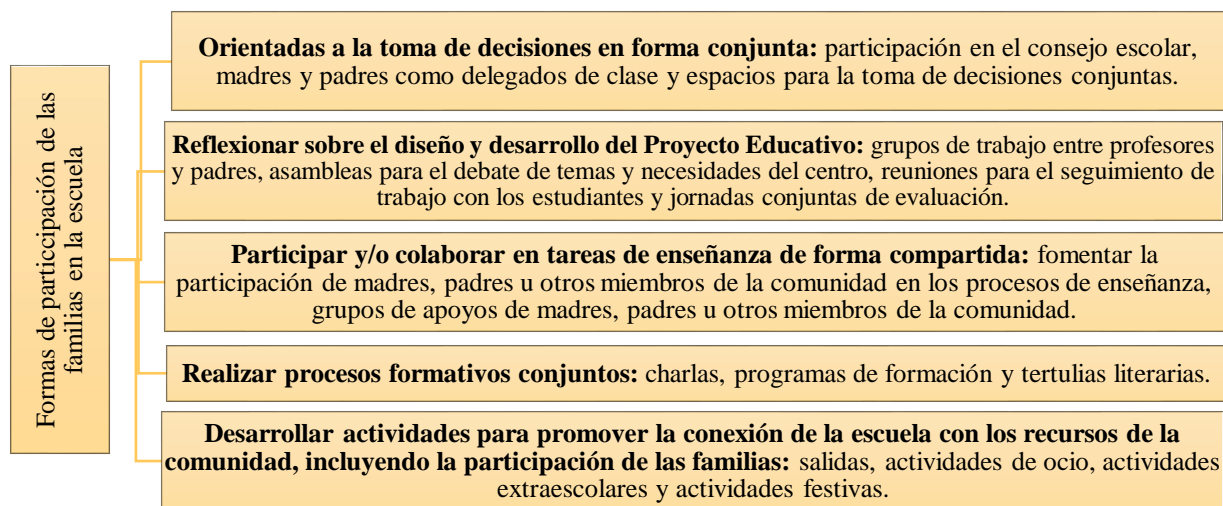 Formas de particcipación de las
familias en la escuela
Orientadas a la toma de decisiones en forma conjunta: participación en el consejo escolar,
madres y padres como delegados de clase y espacios para la toma de decisiones conjuntas.
Reflexionar sobre el diseño y desarrollo del Proyecto Educativo: grupos de trabajo entre profesores
y padres, asambleas para el debate de temas y necesidades del centro, reuniones para el seguimiento de
trabajo con los estudiantes y jornadas conjuntas de evaluación.
Participar y/o colaborar en tareas de enseñanza de forma compartida: fomentar la
participación de madres, padres u otros miembros de la comunidad en los procesos de enseñanza,
grupos de apoyos de madres, padres u otros miembros de la comunidad.
Realizar procesos formativos conjuntos: charlas, programas de formación y tertulias literarias.
Desarrollar actividades para promover la conexión de la escuela con los recursos de la
comunidad, incluyendo la participación de las familias: salidas, actividades de ocio, actividades
extraescolares y actividades festivas.